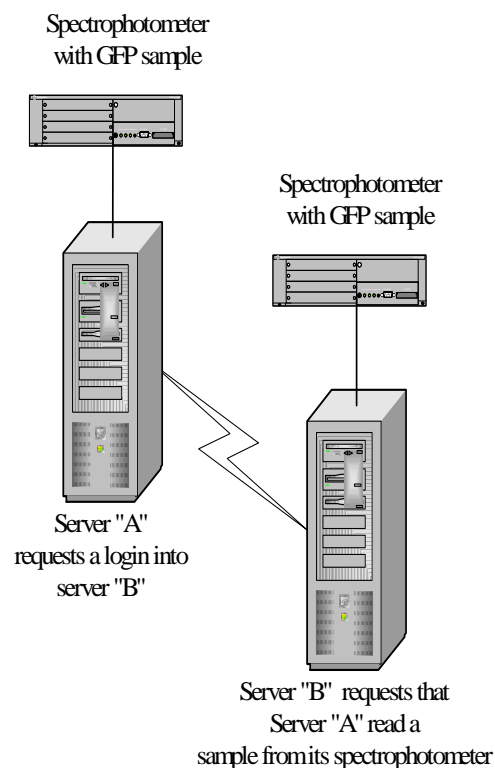 Spectrophotometer
with GFP sample
Spectrophotometer
with GFP sample
Server "A"
requests a login into
server "B"
Server "B" requests that
Server "A" read a
sample from its spectrophotometer